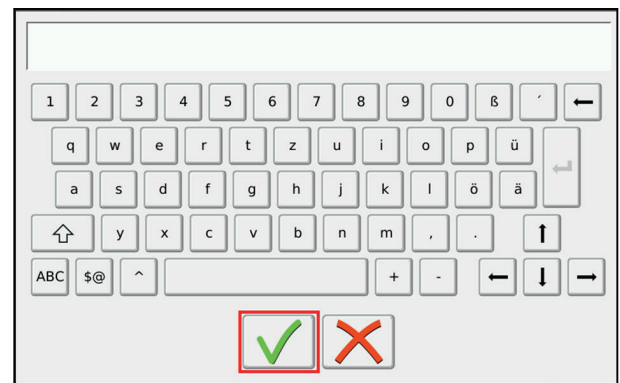 1 2 3 4 5 6 7 8 9 0 ß ´ ←
q w e r t z u i o p ü
a s d f g h j k l ö ä
y x c v b n m , . ↑
ABC $@ ^ + - ← ↓ →